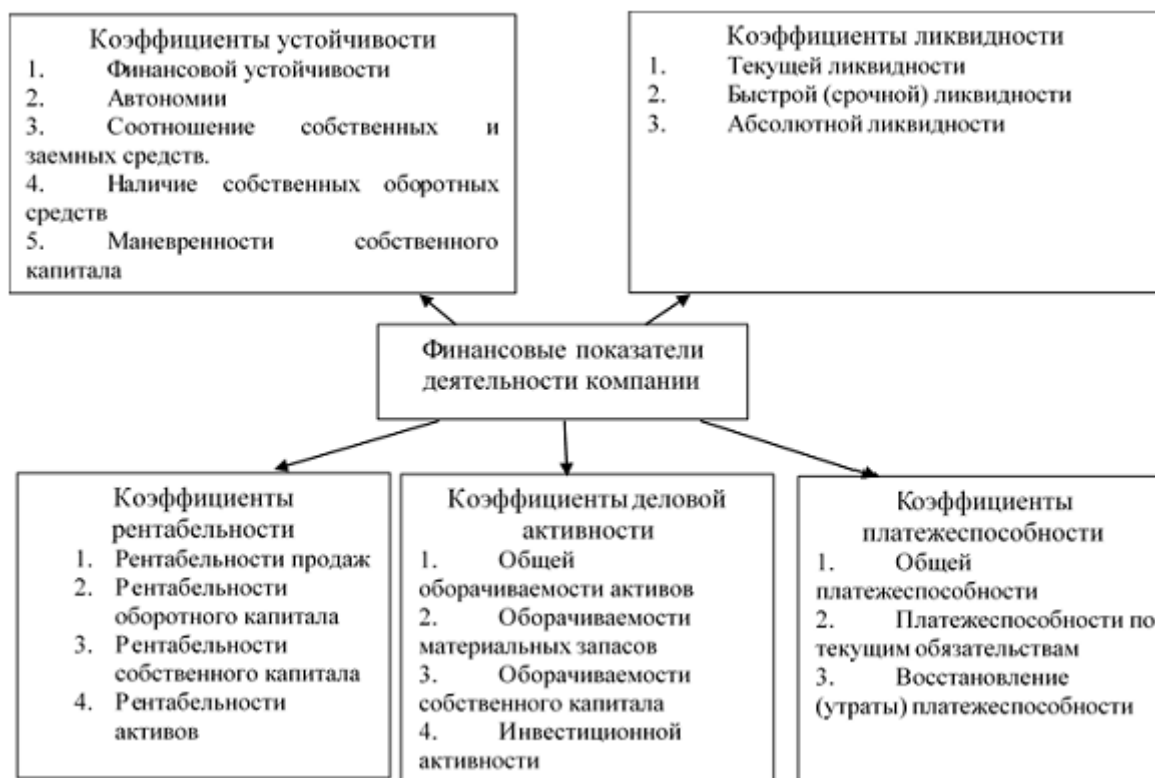 Коэффициенты устойчивости
1. Финансовой устойчивости
2. Автономии
3. Соотношение собственных и
заемных средств.
4. Наличие собственных оборотных
средств
5. Маневренности собственного
капитала
Коэффициенты ликвидности
1. Текущей ликвидности
2. Быстрой (срочной) ликвидности
3. Абсолютной ликвидности
Финансовые показатели
деятельности компании
Коэффициенты
рентабельности
1. Рентабельности продаж
2. Рентабельности
оборотного капитала
3. Рентабельности
собственного капитала
4. Рентабельности
активов
Коэффициенты деловой
активности
1. Общей
оборачиваемости активов
2. Оборачиваемости
материальных запасов
3. Оборачиваемости
собственного капитала
4. Инвестиционной
активности
Коэффициенты
платежеспособности
1. Общей
платежеспособности
2. Платежеспособности по
текущим обязательствам
3. Восстановление
(утраты) платежеспособности